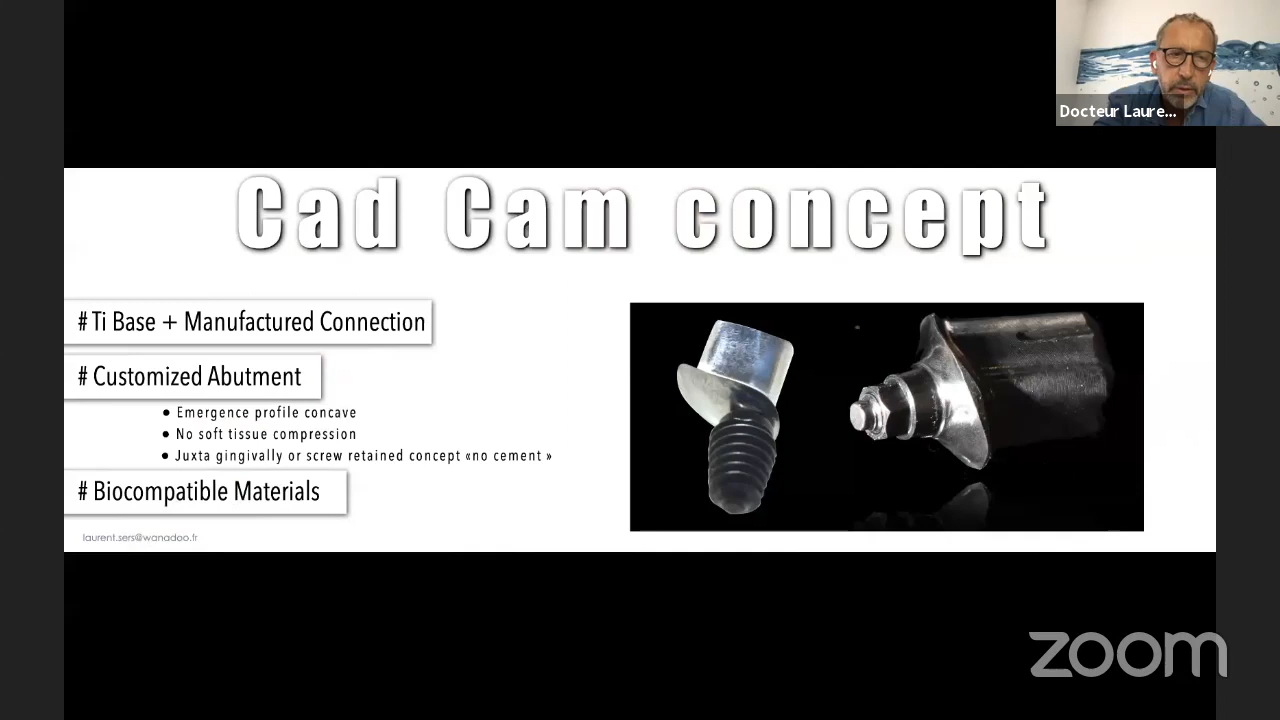 Docteur Laure...
Cad Cam concept
# Ti Base + Manufactured Connection
# Customized Abutment
● Emergence profile concave
● No soft tissue compression
● Juxta gingivally or screw retained concept «no cement »
# Biocompatible Materials
laurent.sers@wanadoo.fr
zoom